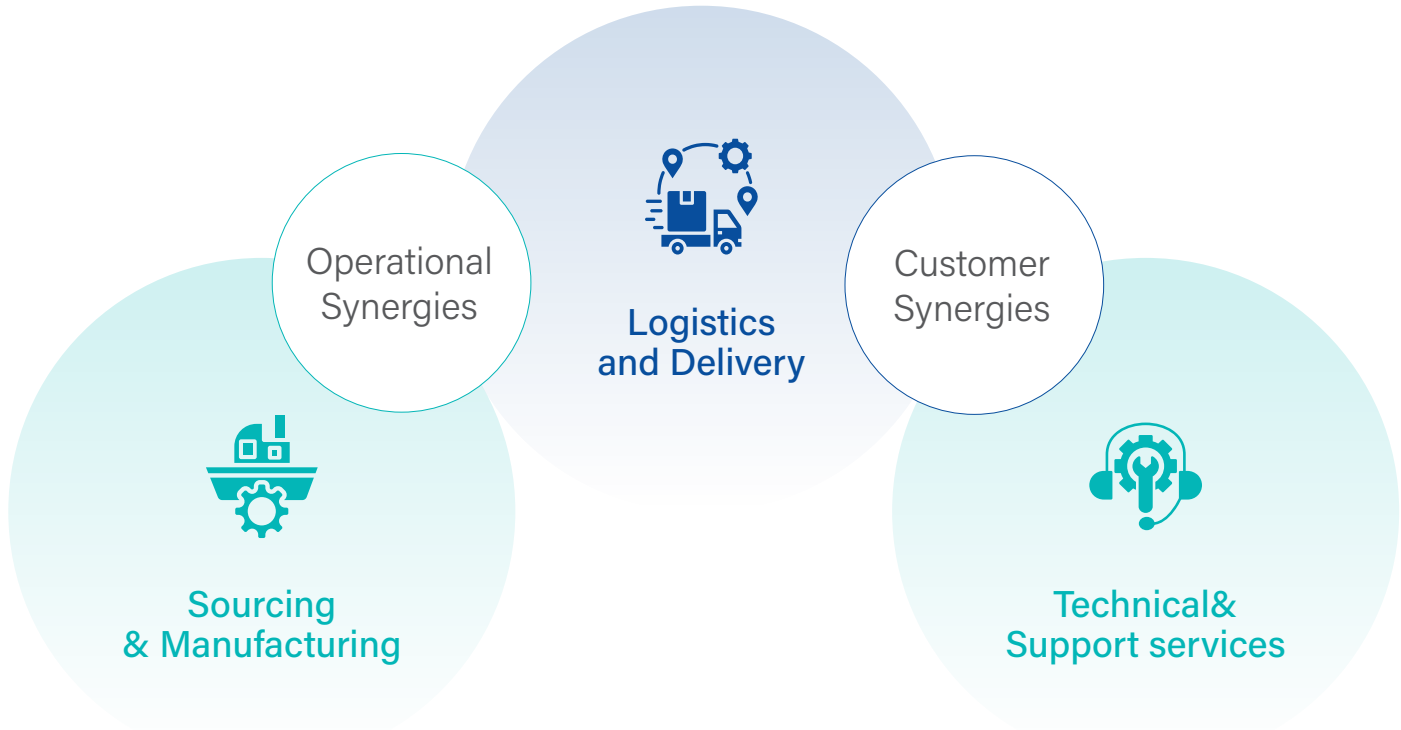 Operational
Synergies
Customer
Synergies
Logistics
and Delivery
Sourcing
& Manufacturing
Technical&
Support services